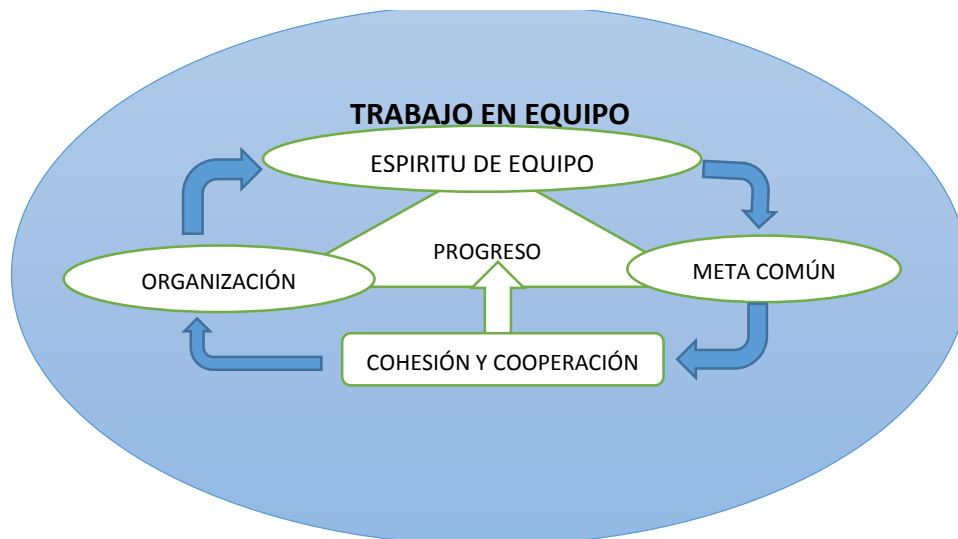 TRABAJO EN EQUIPO
ESPIRITU DE EQUIPO
PROGRESO
ORGANIZACIÓN
META COMÚN
COHESIÓN Y COOPERACIÓN